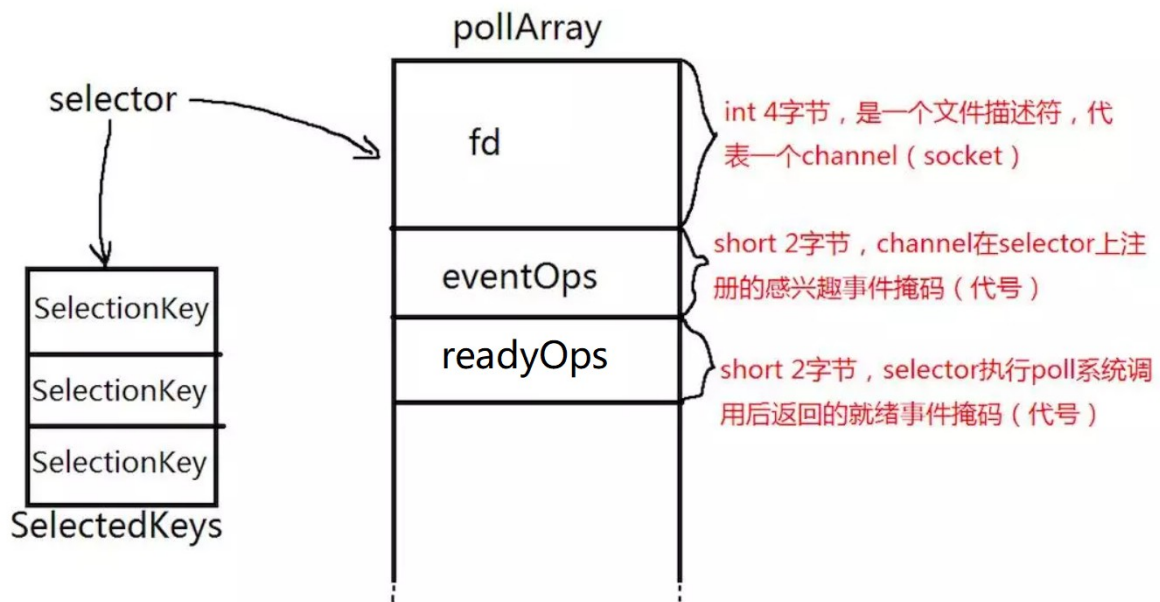 pollArray
selector
fd
int 4字节，是一个文件描述符，代
表一个channel（socket）
eventOps
short 2字节，channel在selector上注
册的感兴趣事件掩码（代号）
readyOps
short 2字节，selector执行poll系统调
用后返回的就绪事件掩码（代号）
SelectionKey
SelectionKey
SelectionKey
SelectedKeys